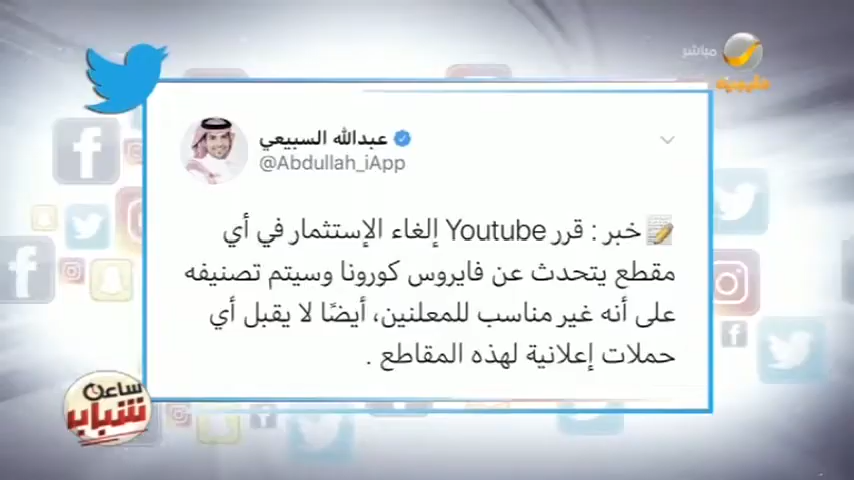 مباشر
روتانا
خليجية
عبدالله السبيعي
@Abdullah_iApp
📝خبر : قرر Youtube إلغاء الإستثمار في أي
مقطع يتحدث عن فايروس كورونا وسيتم تصنيفه
على أنه غير مناسب للمعلنين، أيضًا لا يقبل أي
حملات إعلانية لهذه المقاطع .
ساعة
شباب